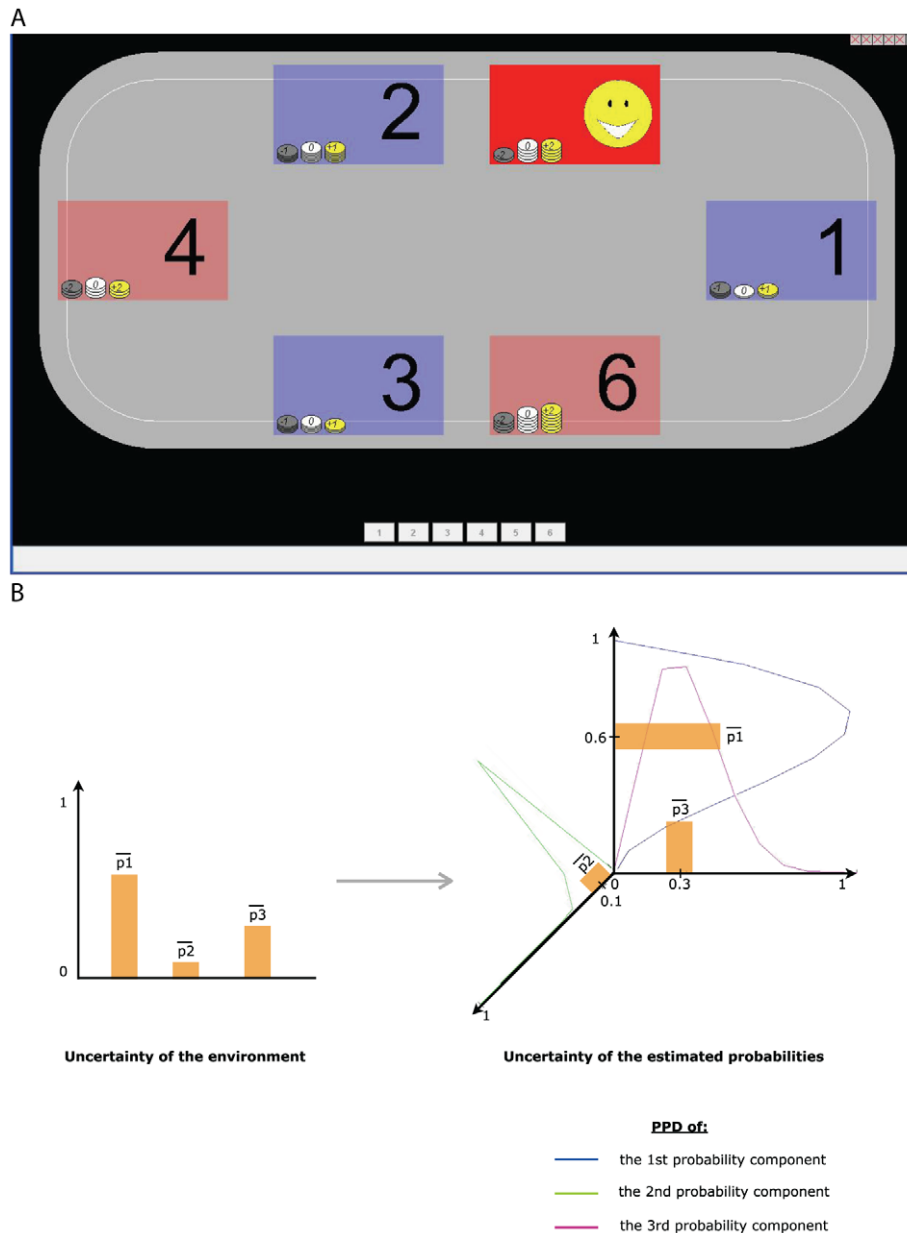 A
2
-1 0 +1
-2 0 +2
4
-2 0 +2
1
-1 0 +1
3
-1 0 +1
6
-2 0 +2
1 2 3 4 5 6
B
1
p1
p2
p3
0
Uncertainty of the environment
1
0.6
p1
p3
p2
0
0.1
0.3
1
1
Uncertainty of the estimated probabilities
PPD of:
the 1st probability component
the 2nd probability component
the 3rd probability component